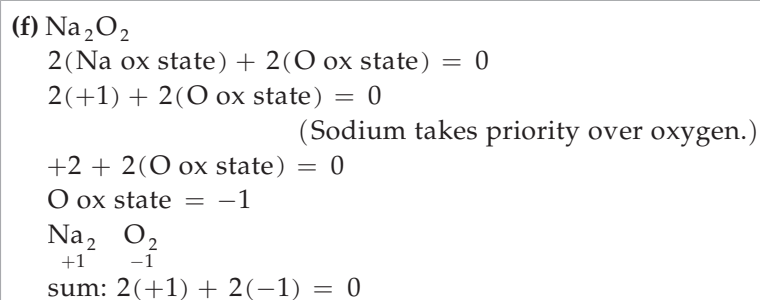 (f) Na₂O₂
2(Na ox state) + 2(O ox state) = 0
2(+1) + 2(O ox state) = 0
(Sodium takes priority over oxygen.)
+2 + 2(O ox state) = 0
O ox state = −1
Na₂ O₂
+1 −1
sum: 2(+1) + 2(−1) = 0